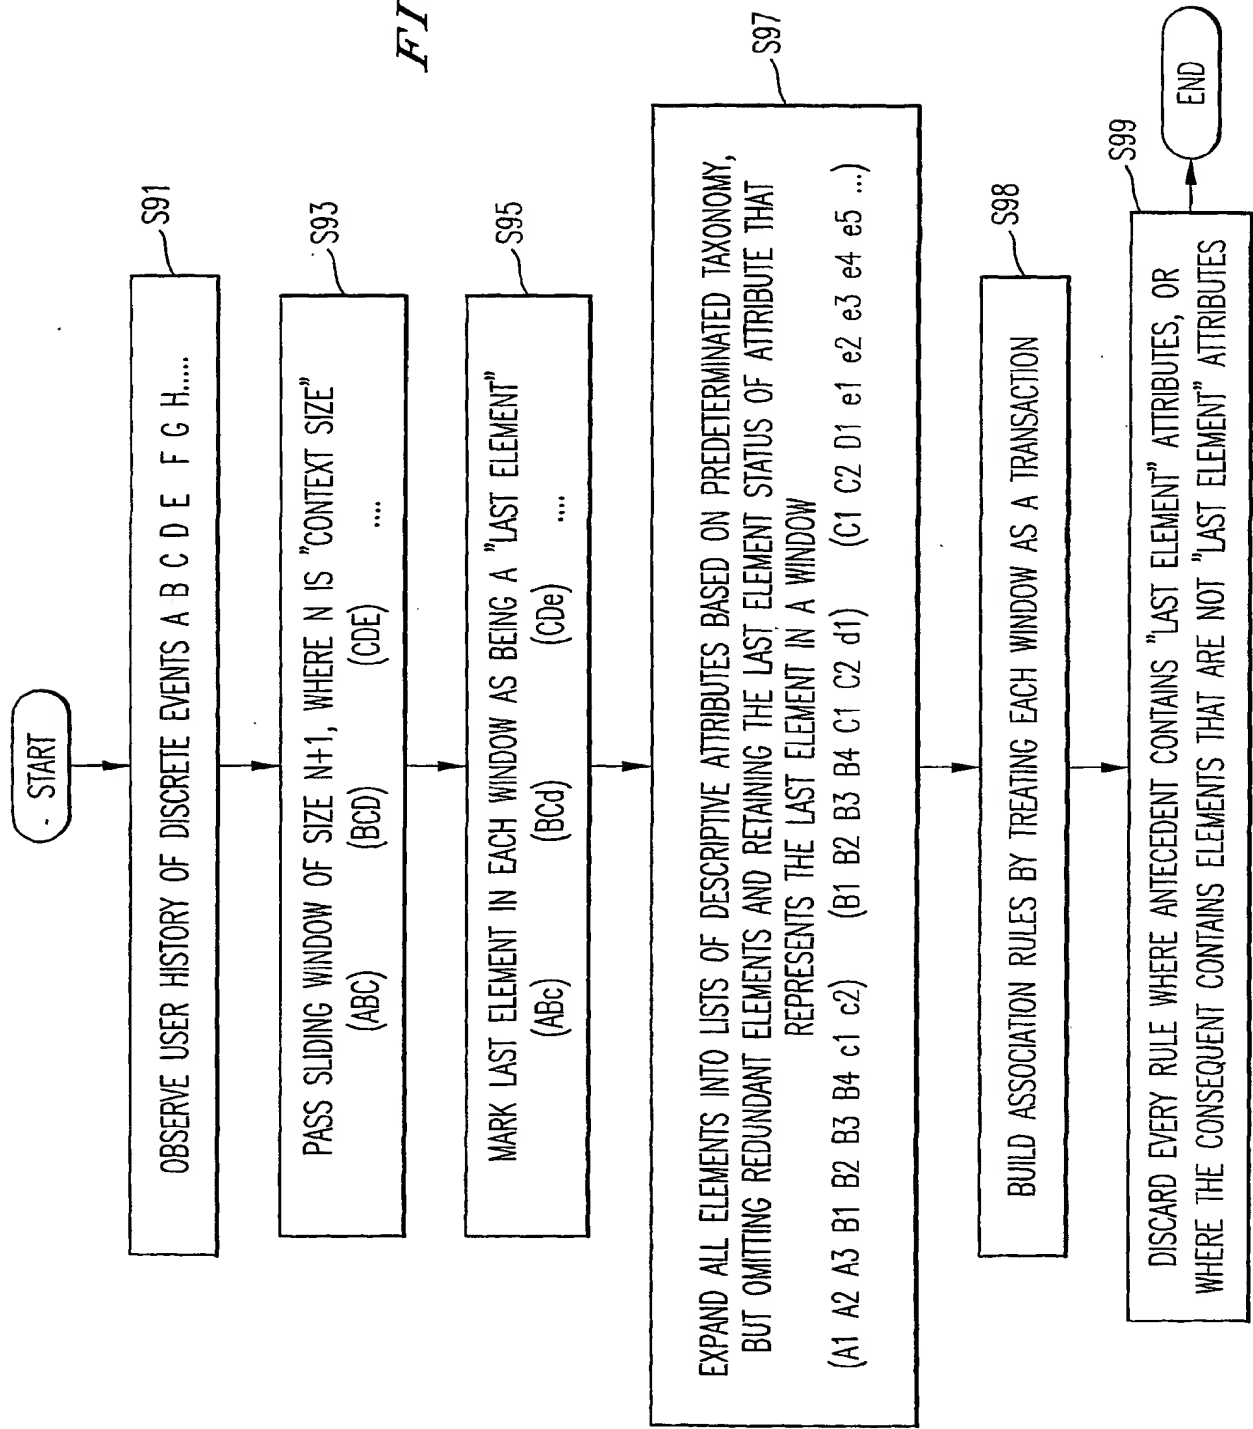 FI
START
S91
OBSERVE USER HISTORY OF DISCRETE EVENTS A B C D E F G H.....
S93
PASS SLIDING WINDOW OF SIZE N+1, WHERE N IS "CONTEXT SIZE"
(ABC) (BCD) (CDE) ....
S95
MARK LAST ELEMENT IN EACH WINDOW AS BEING A "LAST ELEMENT"
(ABc) (BCd) (CDe) ....
S97
EXPAND ALL ELEMENTS INTO LISTS OF DESCRIPTIVE ATTRIBUTES BASED ON PREDETERMINATED TAXONOMY,
BUT OMITTING REDUNDANT ELEMENTS AND RETAINING THE LAST ELEMENT STATUS OF ATTRIBUTE THAT
REPRESENTS THE LAST ELEMENT IN A WINDOW
(A1 A2 A3 B1 B2 B3 B4 c1 c2) (B1 B2 B3 B4 C1 C2 d1) (C1 C2 D1 e1 e2 e3 e4 e5 ...)
S98
BUILD ASSOCIATION RULES BY TREATING EACH WINDOW AS A TRANSACTION
S99
DISCARD EVERY RULE WHERE ANTECEDENT CONTAINS "LAST ELEMENT" ATTRIBUTES, OR
WHERE THE CONSEQUENT CONTAINS ELEMENTS THAT ARE NOT "LAST ELEMENT" ATTRIBUTES
END